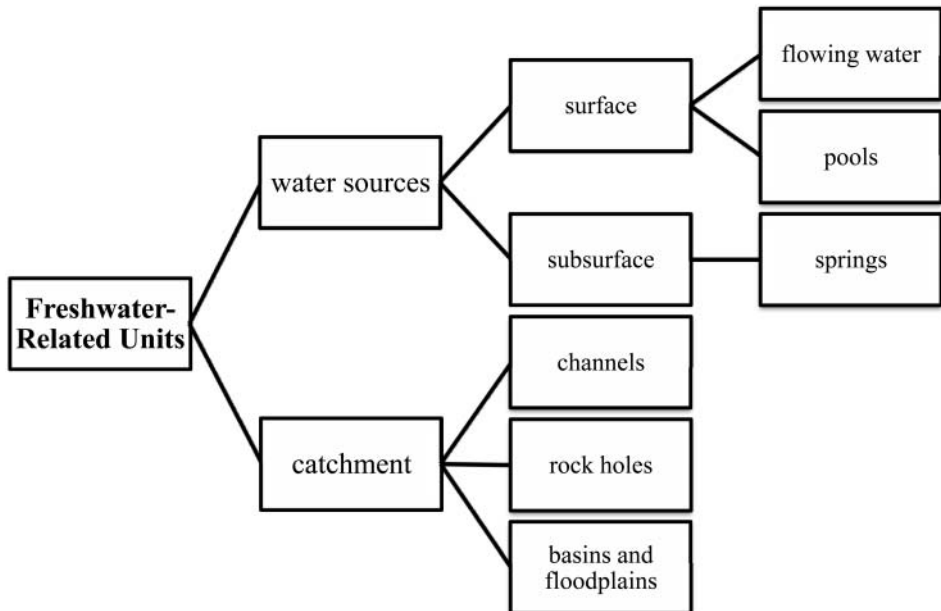 Freshwater-
Related Units
water sources
surface
flowing water
pools
subsurface
springs
catchment
channels
rock holes
basins and
floodplains